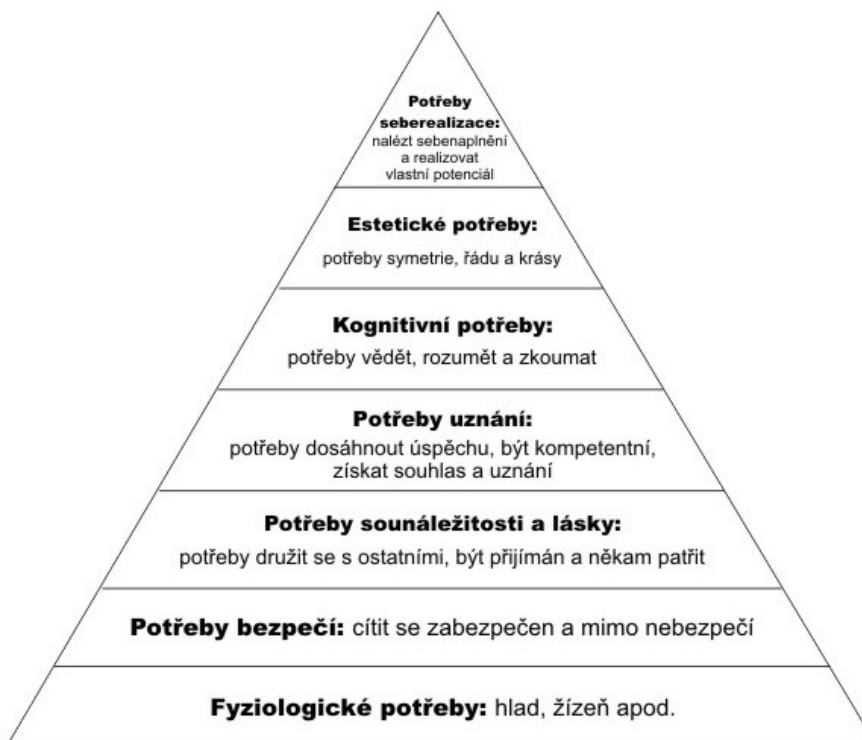 Potřeby
seberealizace:
nalézt sebenaplnění
a realizovat
vlastní potenciál
Estetické potřeby:
potřeby symetrie, řádu a krásy
Kognitivní potřeby:
potřeby vědět, rozumět a zkoumat
Potřeby uznání:
potřeby dosáhnout úspěchu, být kompetentní,
získat souhlas a uznání
Potřeby sounáležitosti a lásky:
potřeby družit se s ostatními, být přijímán a někam patřit
Potřeby bezpečí: cítit se zabezpečen a mimo nebezpečí
Fyziologické potřeby: hlad, žízeň apod.